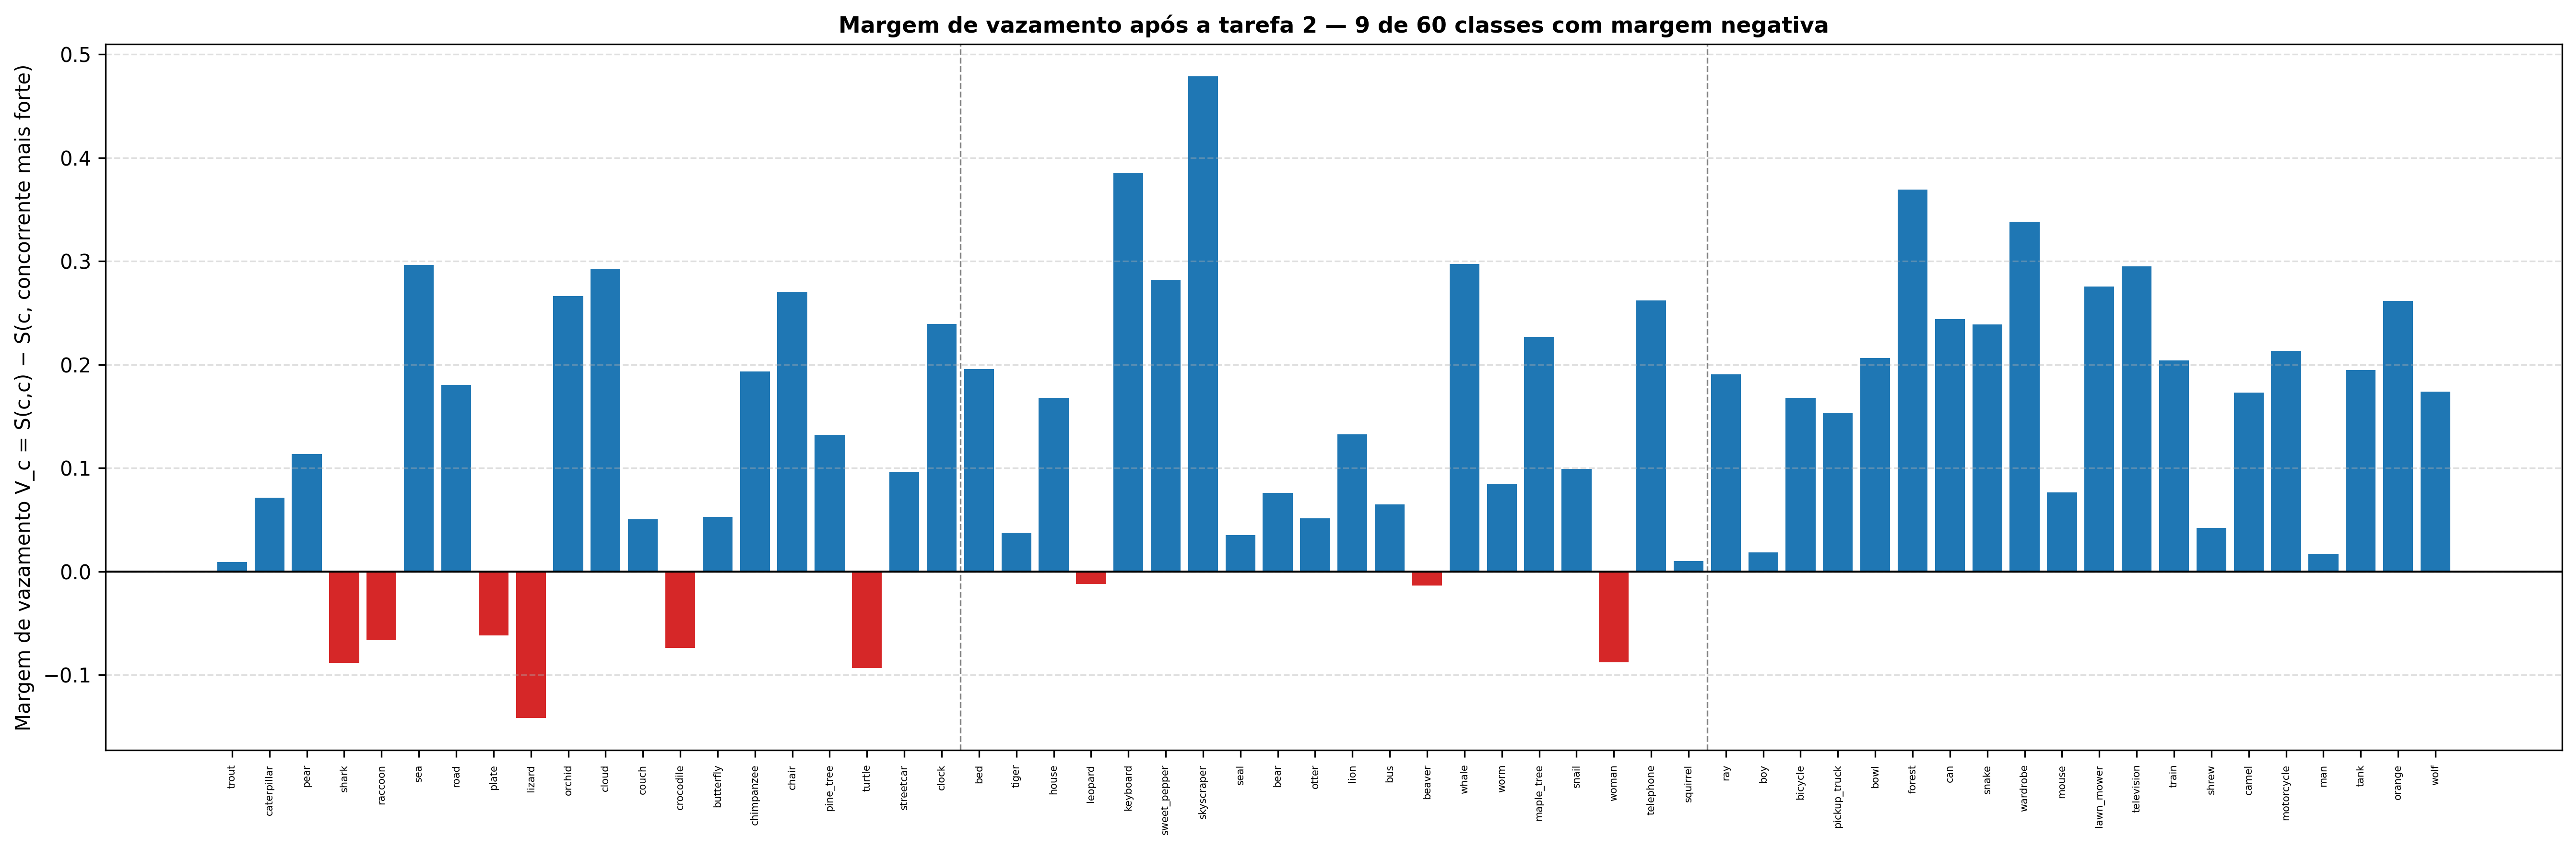 Margem de vazamento após a tarefa 2 — 9 de 60 classes com margem negativa
Margem de vazamento V_c = S(c,c) − S(c, concorrente mais forte)
0.5
0.4
0.3
0.2
0.1
0.0
−0.1
trout
caterpillar
pear
shark
raccoon
sea
road
plate
lizard
orchid
cloud
couch
crocodile
butterfly
chimpanzee
chair
pine_tree
turtle
streetcar
clock
bed
tiger
house
leopard
keyboard
sweet_pepper
skyscraper
seal
bear
otter
lion
bus
beaver
whale
worm
maple_tree
snail
woman
telephone
squirrel
ray
boy
bicycle
pickup_truck
bowl
forest
can
snake
wardrobe
mouse
lawn_mower
television
train
shrew
camel
motorcycle
man
tank
orange
wolf